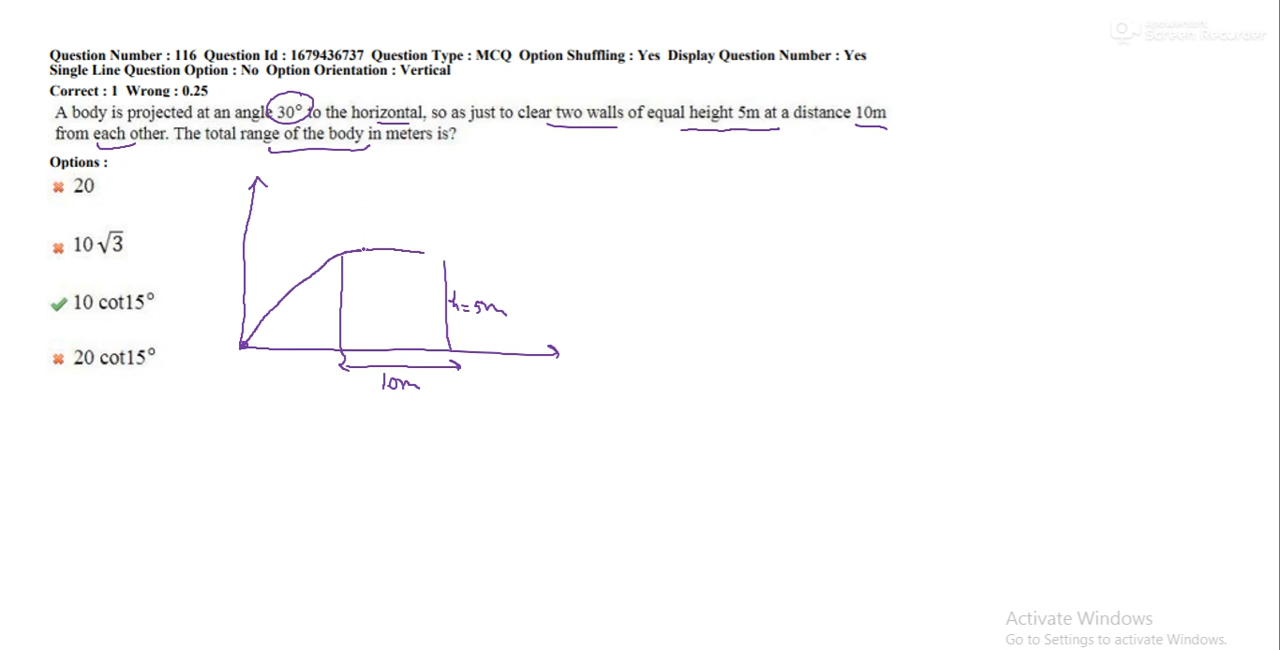 Screen Recorder
Question Number : 116 Question Id : 1679436737 Question Type : MCQ Option Shuffling : Yes Display Question Number : Yes
Single Line Question Option : No Option Orientation : Vertical
Correct : 1 Wrong : 0.25
A body is projected at an angle 30° to the horizontal, so as just to clear two walls of equal height 5m at a distance 10m
from each other. The total range of the body in meters is?
Options :
20
10√3
10 cot15°
20 cot15°
h=5m
10m
Activate Windows
Go to Settings to activate Windows.